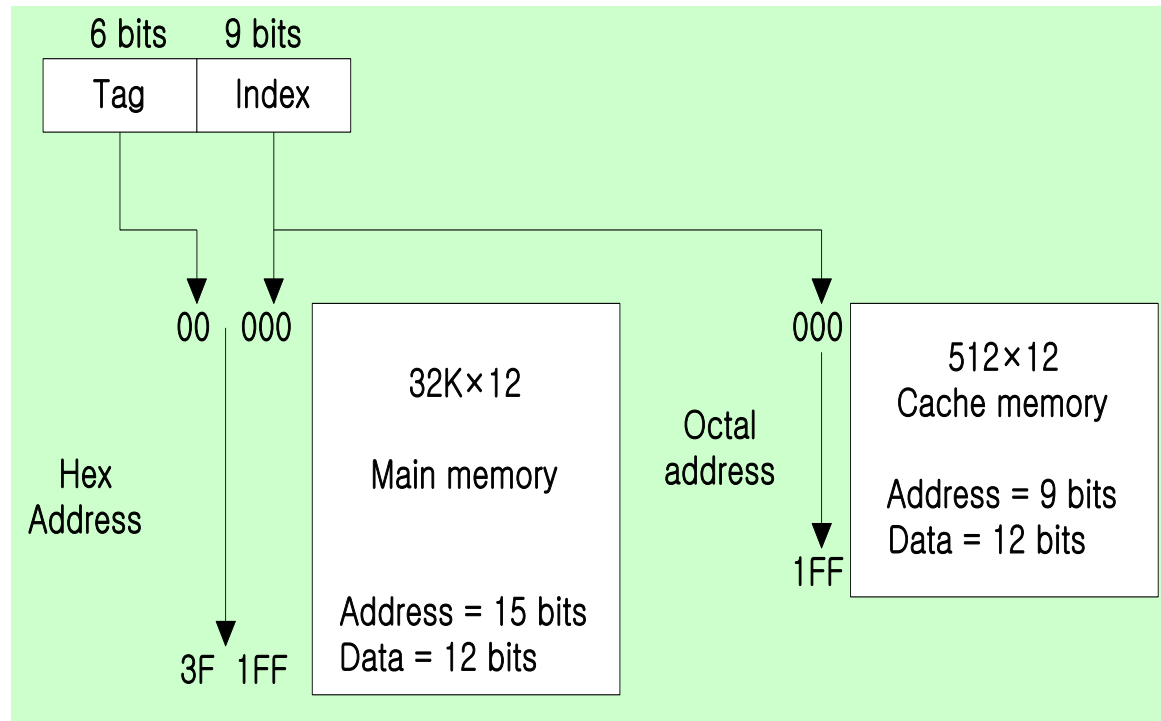 6 bits 9 bits
Tag Index
00 000
000
32K×12
Main memory
Address = 15 bits
Data = 12 bits
Hex
Address
3F 1FF
Octal
address
1FF
512×12
Cache memory
Address = 9 bits
Data = 12 bits